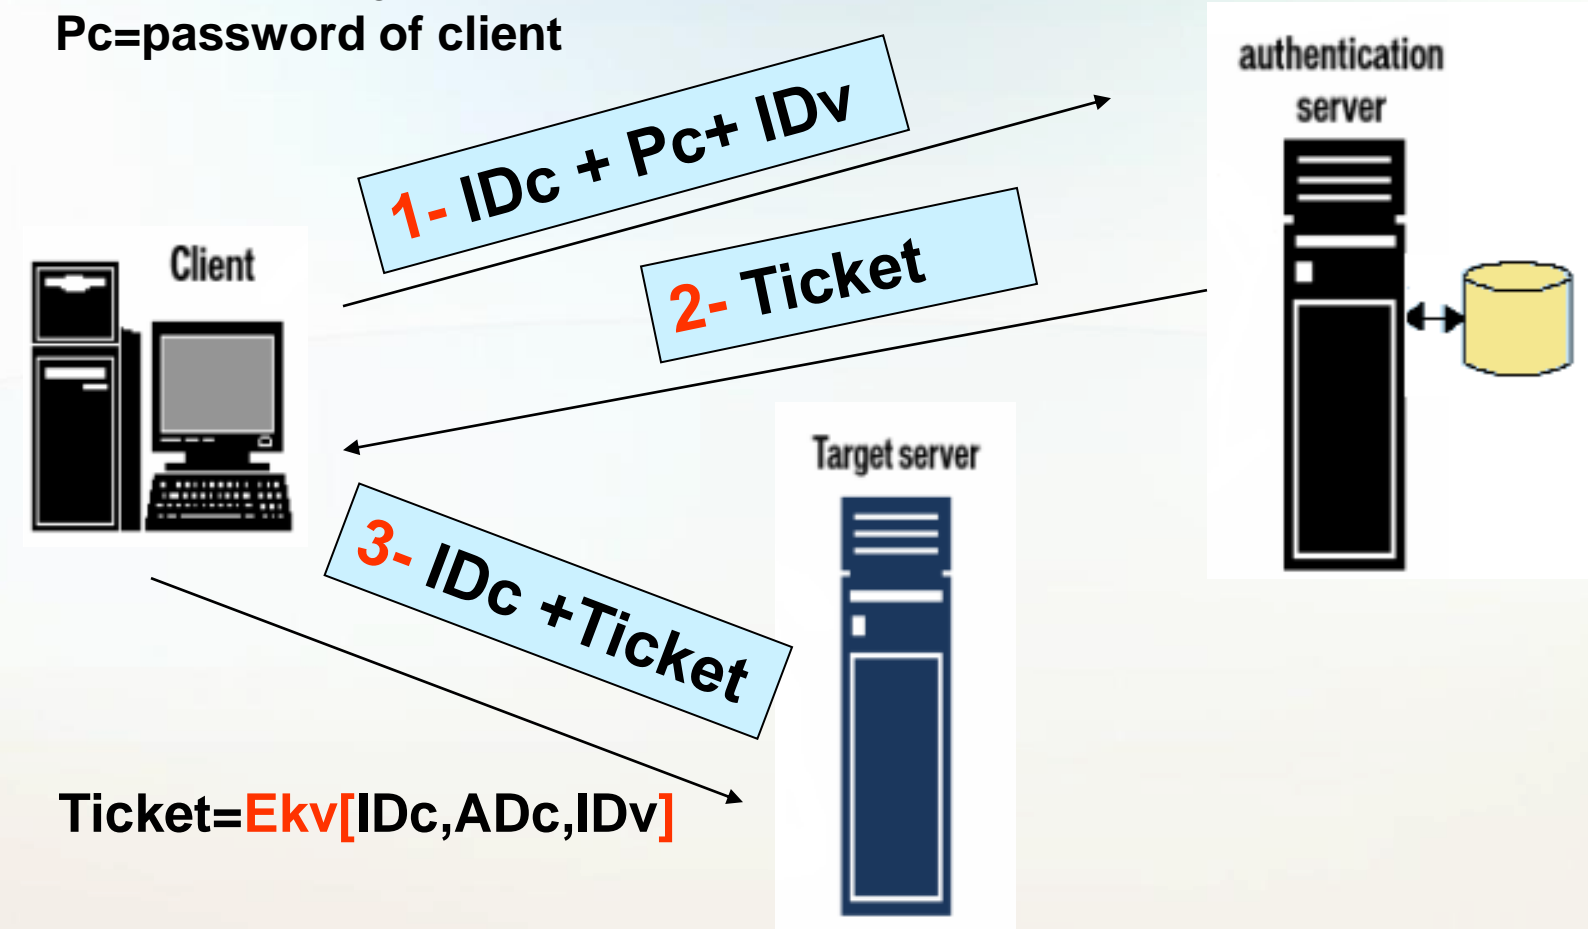 Pc=password of client
authentication
server
1- IDc + Pc+ IDv
Client
2- Ticket
Target server
3- IDc +Ticket
Ticket=Ekv[IDc,ADc,IDv]